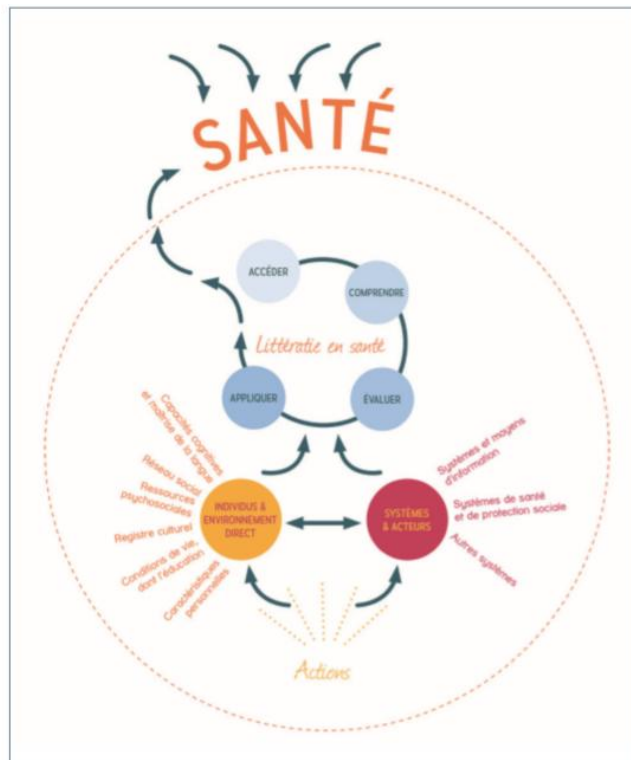 SANTÉ
ACCÉDER
COMPRENDRE
Littératie en santé
APPLIQUER
ÉVALUER
Capacités cognitives
et maîtrise de la langue
Réseau social
Ressources
psychosociales
Registre culturel
Conditions de vie,
dont l'éducation
Caractéristiques
personnelles
INDIVIDUS &
ENVIRONNEMENT
DIRECT
SYSTÈMES
& ACTEURS
Systèmes et moyens
d'information
Systèmes de santé
et de protection sociale
Autres systèmes
Actions